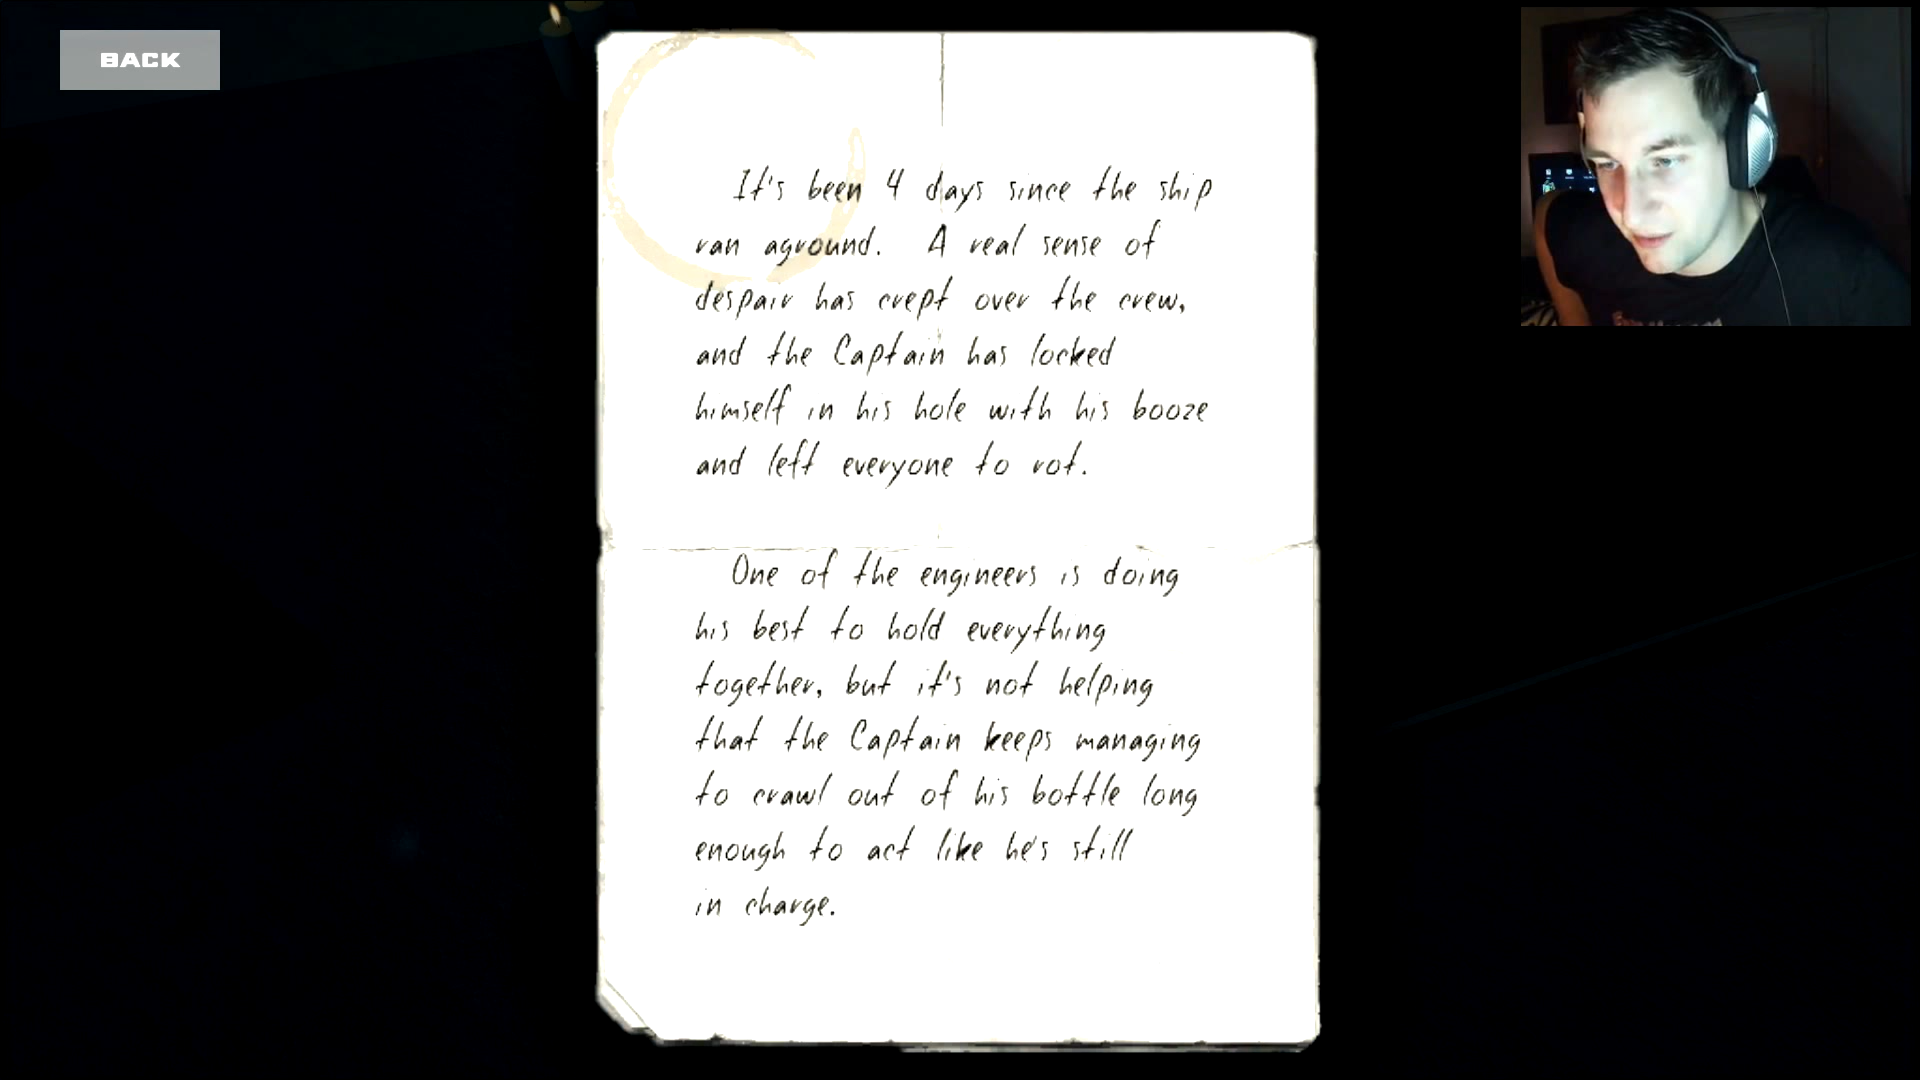 BACK
It's been 4 days since the ship
ran aground. A real sense of
despair has crept over the crew,
and the Captain has locked
himself in his hole with his booze
and left everyone to rot.
One of the engineers is doing
his best to hold everything
together, but it's not helping
that the Captain keeps managing
to crawl out of his bottle long
enough to act like he's still
in charge.